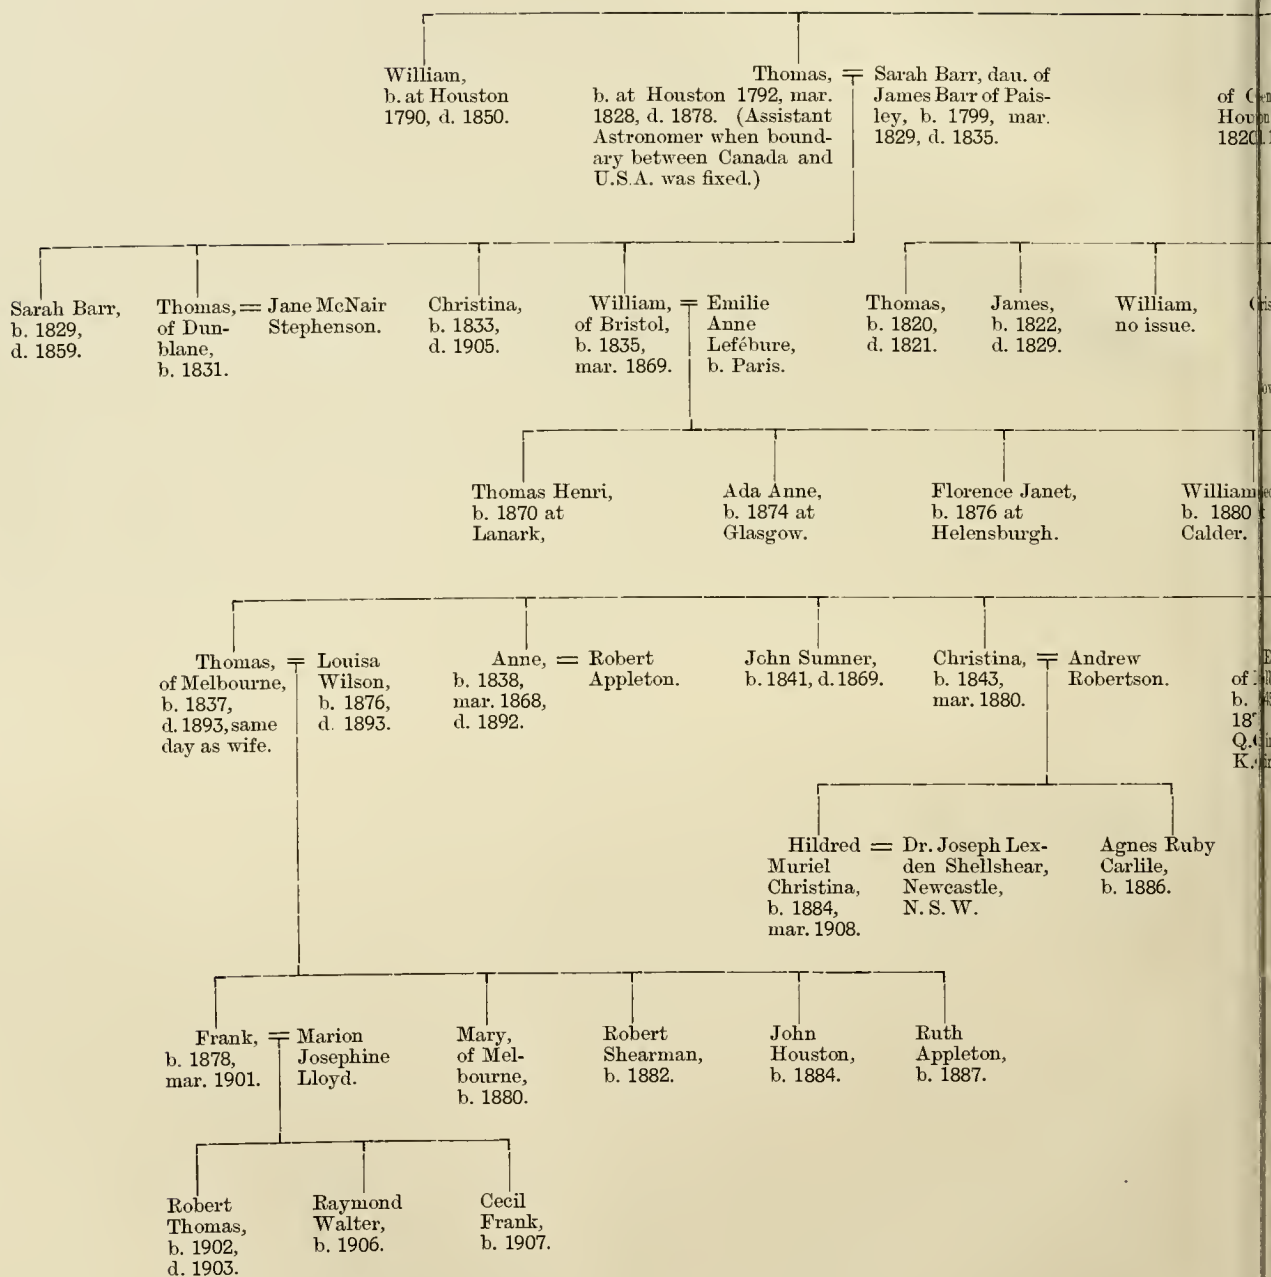 William,
b. at Houston
1790, d. 1850.
Thomas, =
b. at Houston 1792, mar.
1828, d. 1878. (Assistant
Astronomer when bound-
ary between Canada and
U.S.A. was fixed.)
Sarah Barr, dau. of
James Barr of Pais-
ley, b. 1799, mar.
1829, d. 1835.
of
Sarah Barr,
b. 1829,
d. 1859.
Thomas, =
of Dun-
blane,
b. 1831.
Jane McNair
Stephenson.
Christina,
b. 1833,
d. 1905.
William, =
of Bristol,
b. 1835,
mar. 1869.
Emilie
Anne
Lefébure,
b. Paris.
Thomas,
b. 1820,
d. 1821.
James,
b. 1822,
d. 1829.
William,
no issue.
Thomas Henri,
b. 1870 at
Lanark,
Ada Anne,
b. 1874 at
Glasgow.
Florence Janet,
b. 1876 at
Helensburgh.
William
b. 1880
Calder.
Thomas, =
of Melbourne,
b. 1837,
d. 1893, same
day as wife.
Louisa
Wilson,
b. 1876,
d. 1893.
Anne, =
b. 1838,
mar. 1868,
d. 1892.
Robert
Appleton.
John Sumner,
b. 1841, d. 1869.
Christina, =
b. 1843,
mar. 1880.
Andrew
Robertson.
of
b.
Hildred =
Muriel
Christina,
b. 1884,
mar. 1908.
Dr. Joseph Lex-
den Shellshear,
Newcastle,
N. S. W.
Agnes Ruby
Carlile,
b. 1886.
Frank, =
b. 1878,
mar. 1901.
Marion
Josephine
Lloyd.
Mary,
of Mel-
bourne,
b. 1880.
Robert
Shearman,
b. 1882.
John
Houston,
b. 1884.
Ruth
Appleton,
b. 1887.
Robert
Thomas,
b. 1902,
d. 1903.
Raymond
Walter,
b. 1906.
Cecil
Frank,
b. 1907.